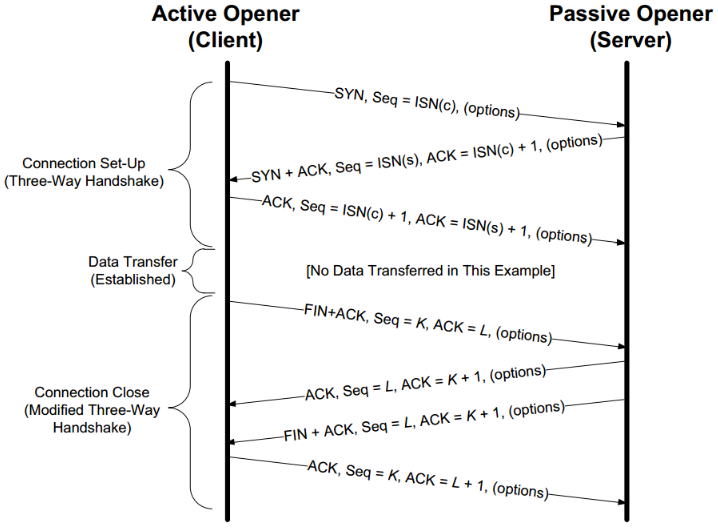 Active Opener
(Client)
Passive Opener
(Server)
SYN, Seq = ISN(c), (options)
SYN + ACK, Seq = ISN(s), ACK = ISN(c) + 1, (options)
Connection Set-Up
(Three-Way Handshake)
ACK, Seq = ISN(c) + 1, ACK = ISN(s) + 1, (options)
Data Transfer
(Established)
[No Data Transferred in This Example]
FIN+ACK, Seq = K, ACK = L, (options)
ACK, Seq = L, ACK = K + 1, (options)
Connection Close
(Modified Three-Way
Handshake)
FIN + ACK, Seq = L, ACK = K + 1, (options)
ACK, Seq = K, ACK = L + 1, (options)